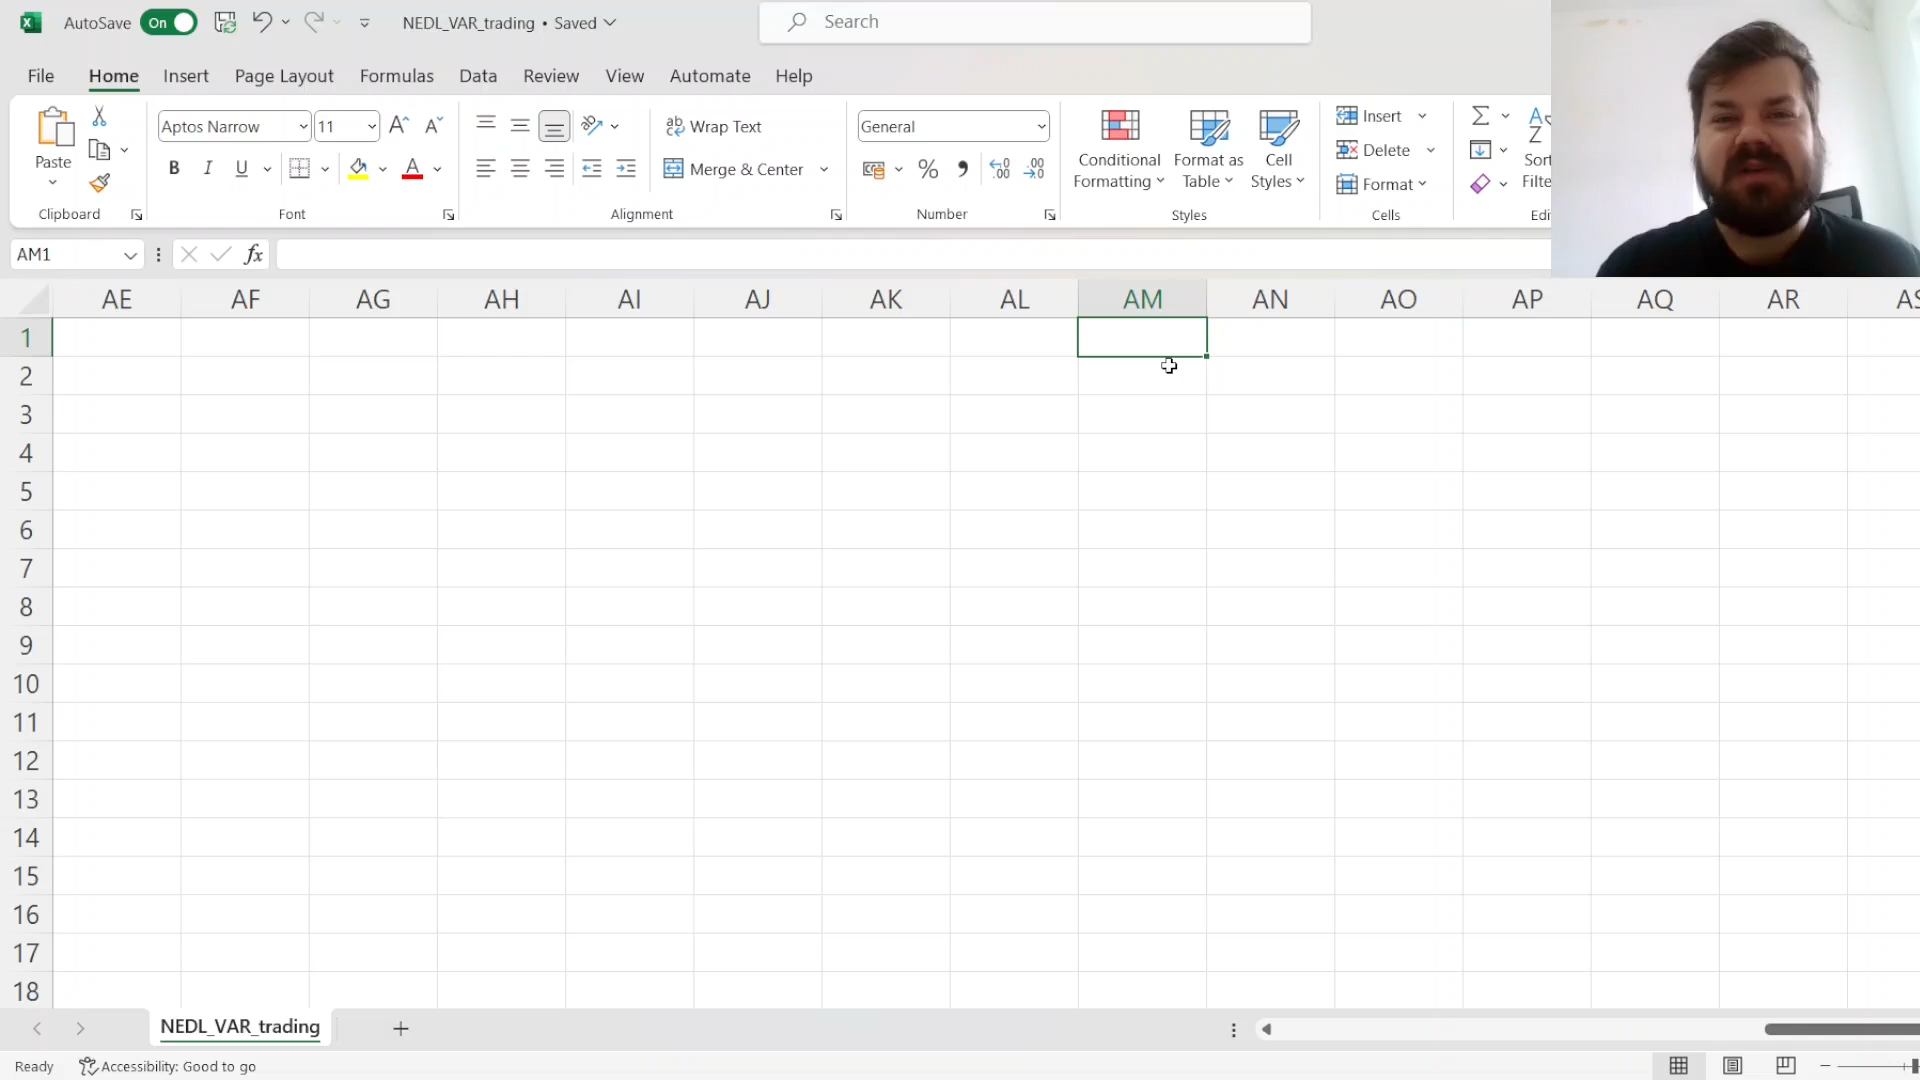 AutoSave On NEDL_VAR_trading • Saved Search
File Home Insert Page Layout Formulas Data Review View Automate Help
Paste
Clipboard
Aptos Narrow 11
B I U
Font
Wrap Text
Merge & Center
Alignment
General
Number
Conditional Formatting
Format as Table
Cell Styles
Styles
Insert
Delete
Format
Cells
Sort
Filte
Edi
AM1 fx
AE AF AG AH AI AJ AK AL AM AN AO AP AQ AR AS
1
2
3
4
5
6
7
8
9
10
11
12
13
14
15
16
17
18
NEDL_VAR_trading
Ready Accessibility: Good to go